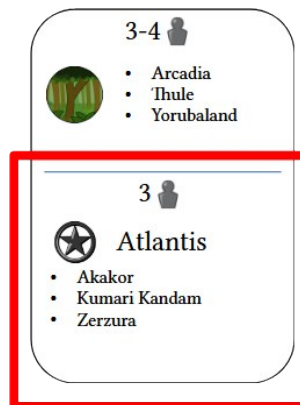 3-4
• Arcadia
• Thule
• Yorubaland
3
Atlantis
• Akakor
• Kumari Kandam
• Zerzura